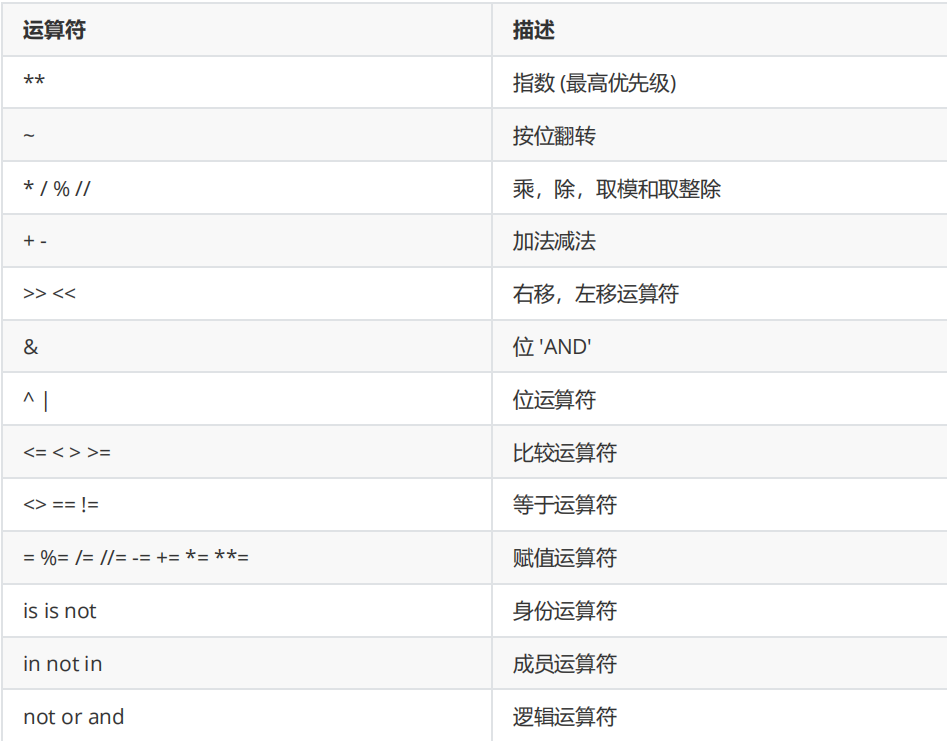 运算符 描述
** 指数 (最高优先级)
~ 按位翻转
* / % // 乘，除，取模和取整除
+ - 加法减法
>> << 右移，左移运算符
& 位 'AND'
^ | 位运算符
<= < > >= 比较运算符
<> == != 等于运算符
= %= /= //= -= += *= **= 赋值运算符
is is not 身份运算符
in not in 成员运算符
not or and 逻辑运算符